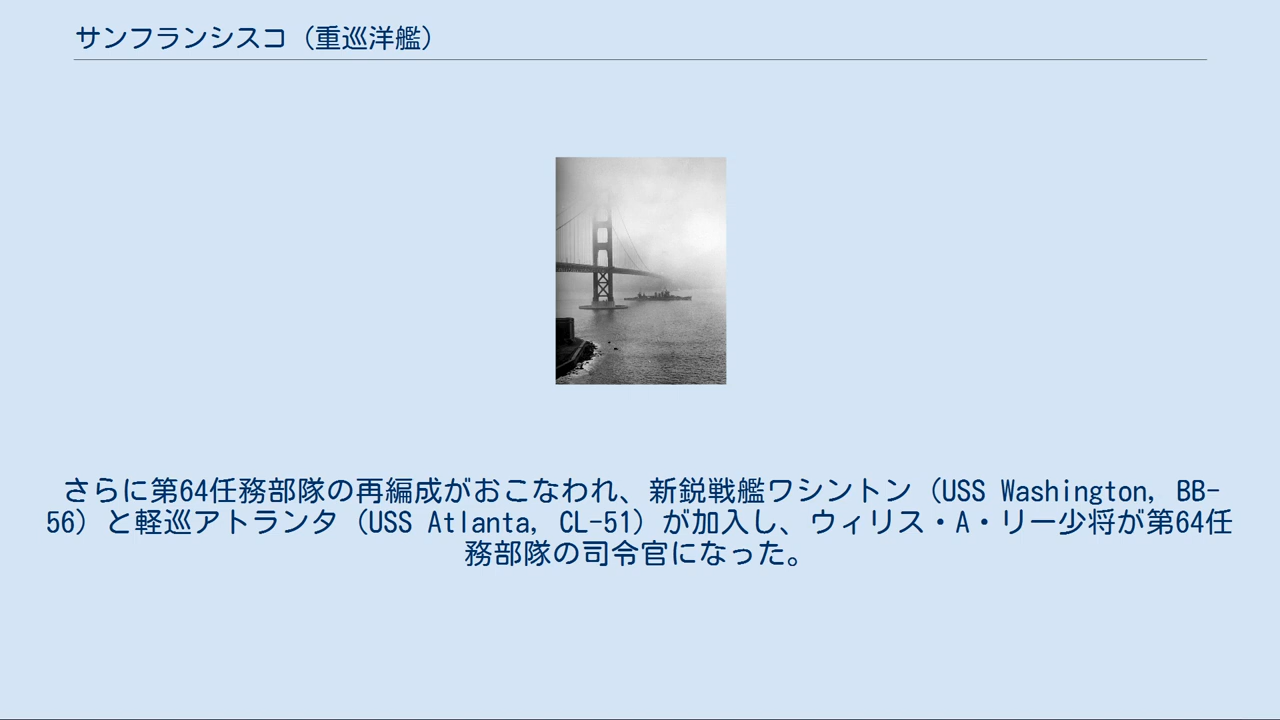 サンフランシスコ（重巡洋艦）
さらに第64任務部隊の再編成がおこなわれ、新鋭戦艦ワシントン（USS Washington, BB-
56）と軽巡アトランタ（USS Atlanta, CL-51）が加入し、ウィリス・A・リー少将が第64任
務部隊の司令官になった。